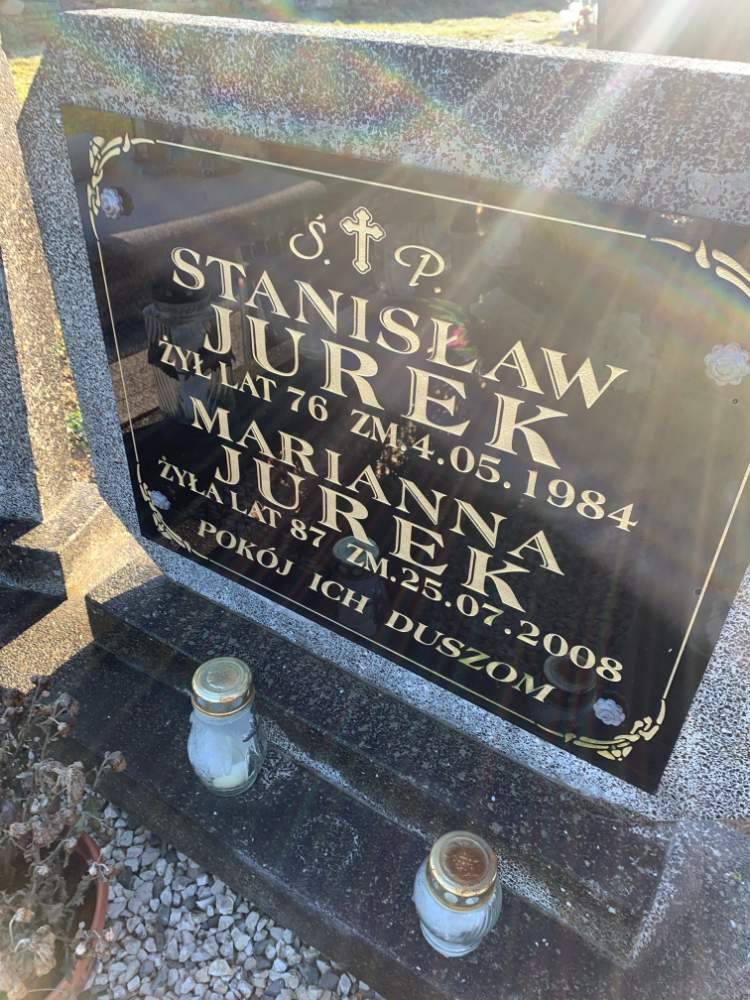 Ś. P.
STANISŁAW
JUREK
ŻYŁ LAT 76 ZM 4.05.1984
MARIANNA
JUREK
ŻYŁA LAT 87 ZM.25.07.2008
POKÓJ ICH DUSZOM